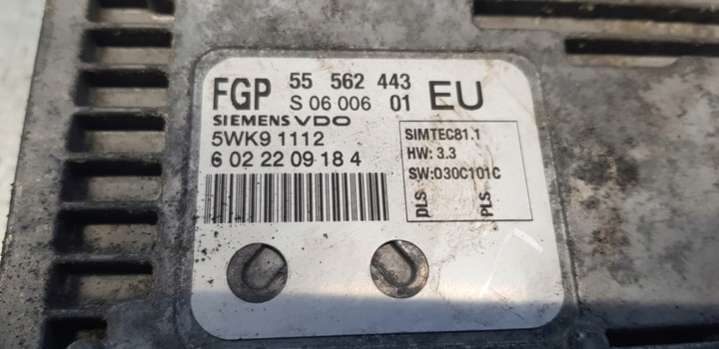 FGP 55 562 443 EU
S 06 006 01
SIEMENS VDO
5WK9 1112
6 02 22 09 18 4
SIMTEC81.1
HW: 3.3
SW:030C101C
DLS
PLS